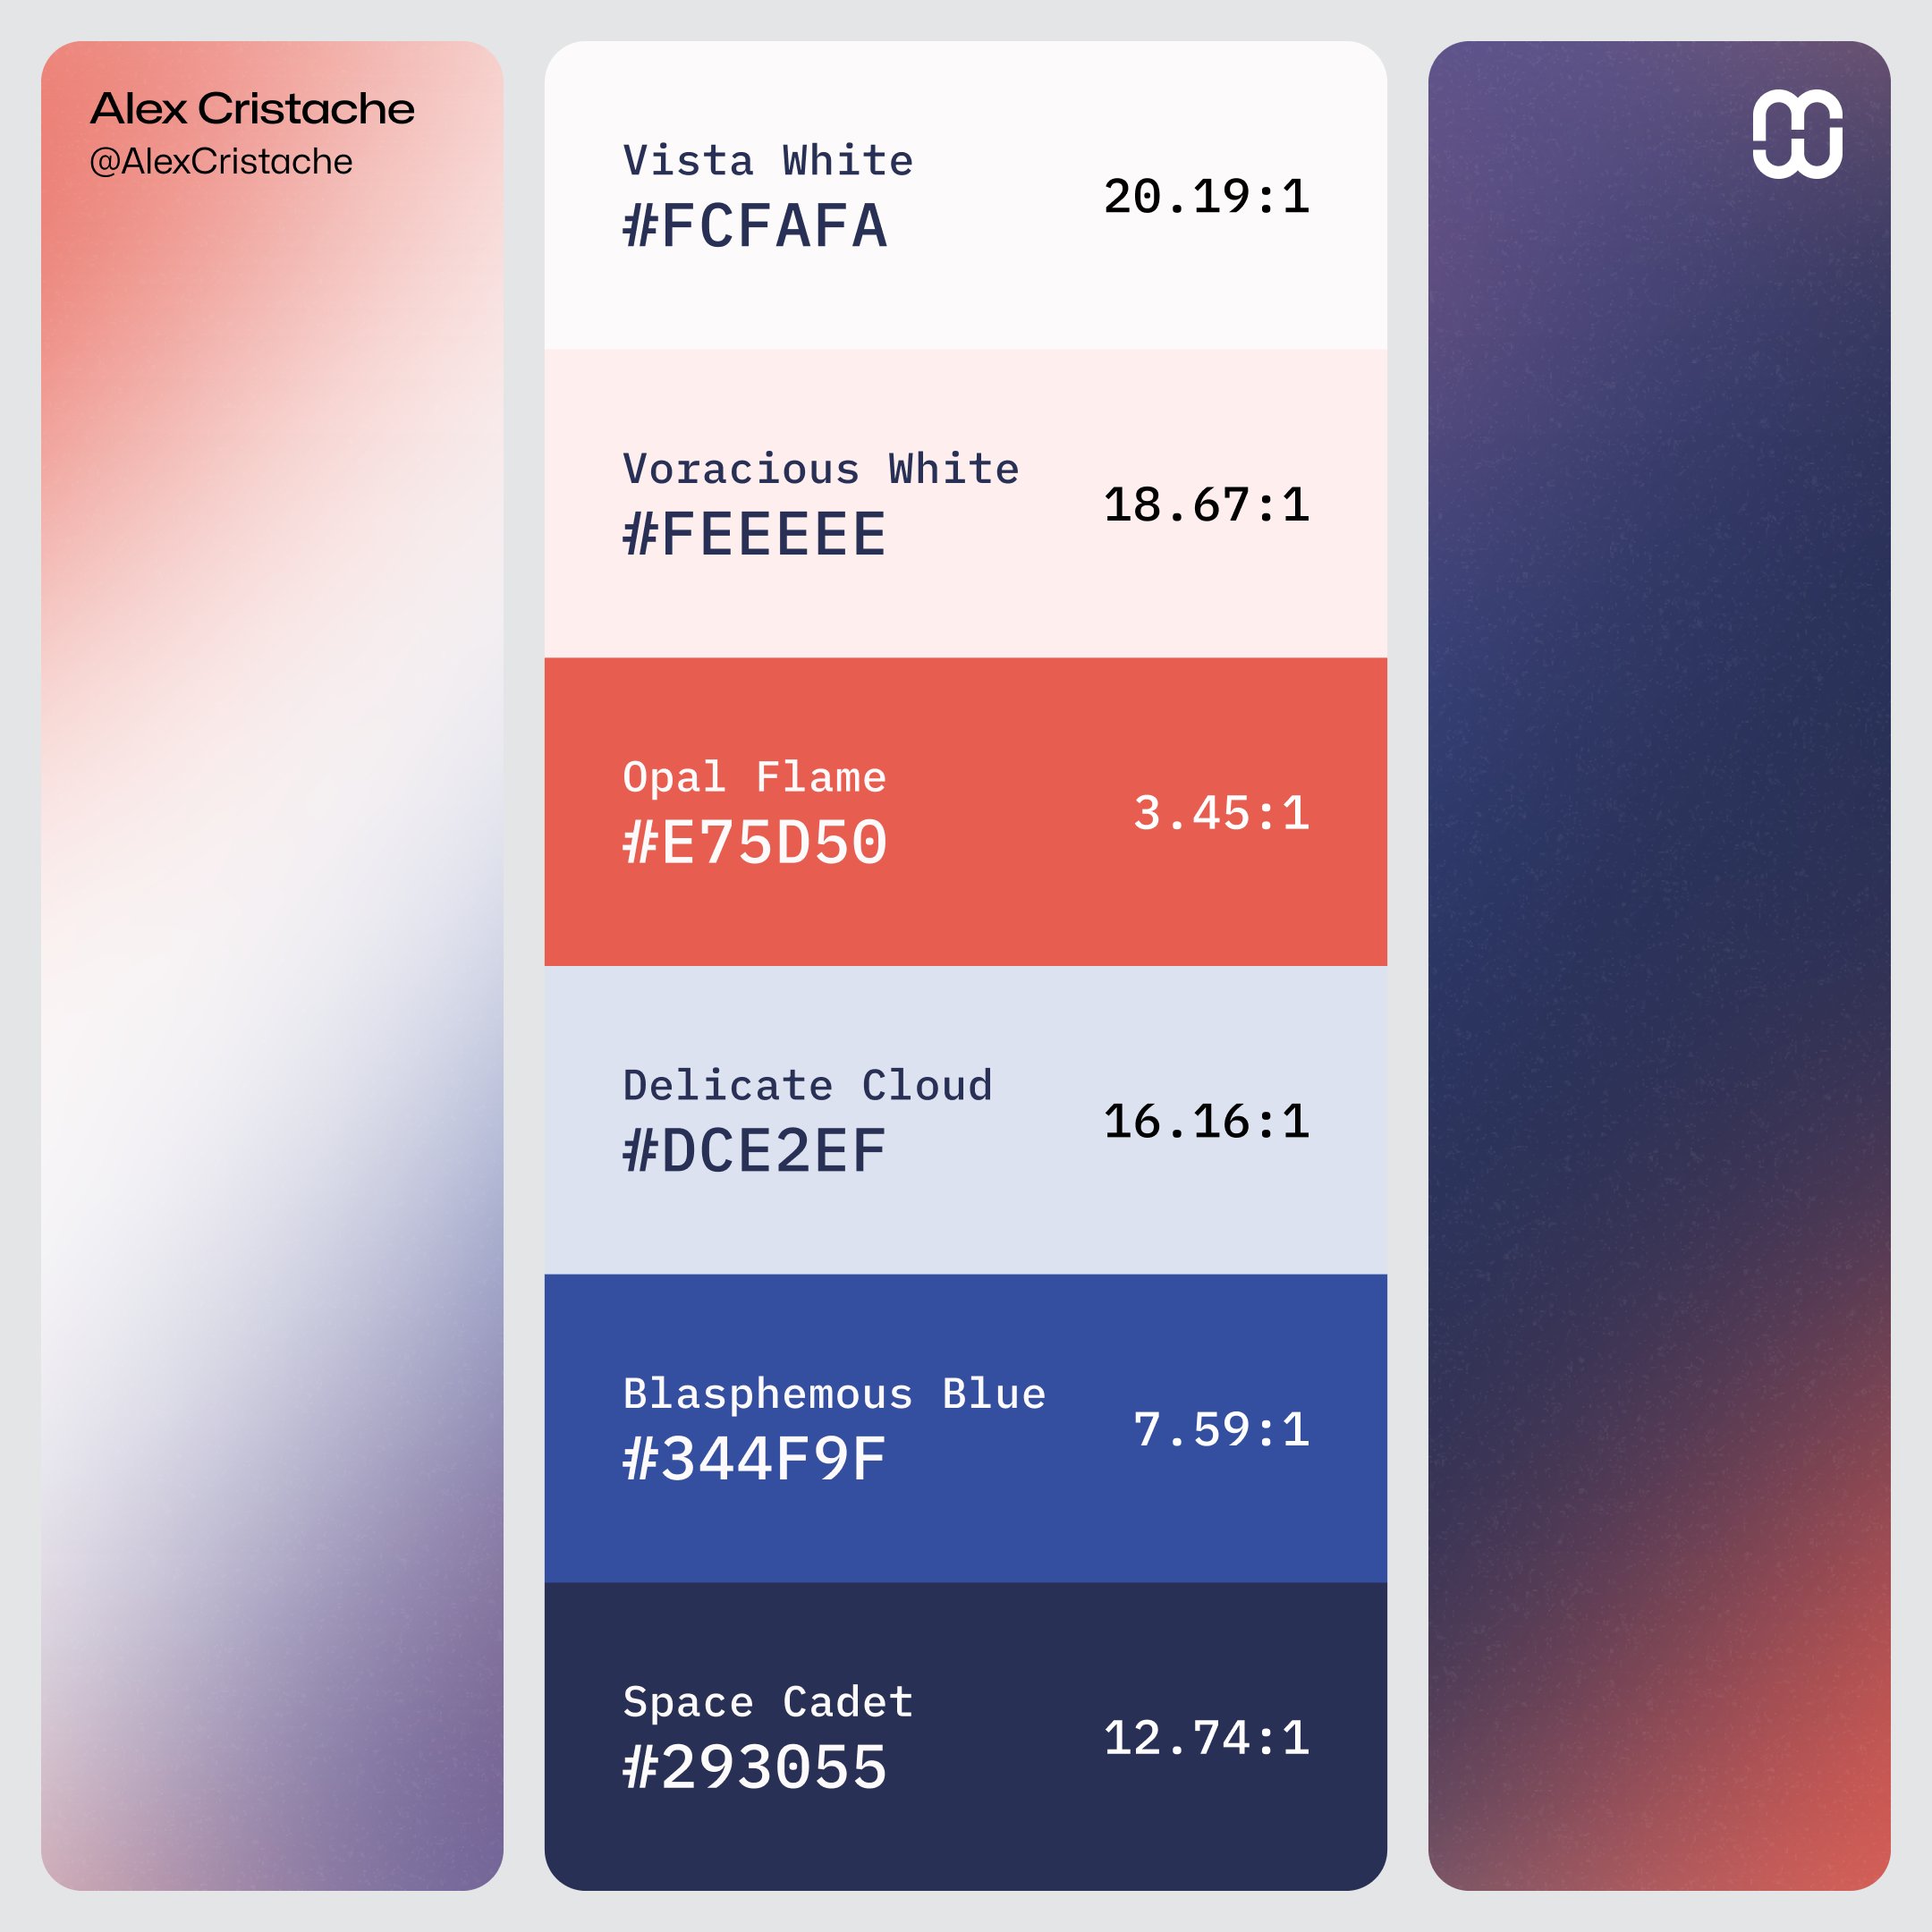 Alex Cristache
@AlexCristache
Vista White
#FCFAFA
20.19:1
Voracious White
#FEEEEE
18.67:1
Opal Flame
#E75D50
3.45:1
Delicate Cloud
#DCE2EF
16.16:1
Blasphemous Blue
#344F9F
7.59:1
Space Cadet
#293055
12.74:1